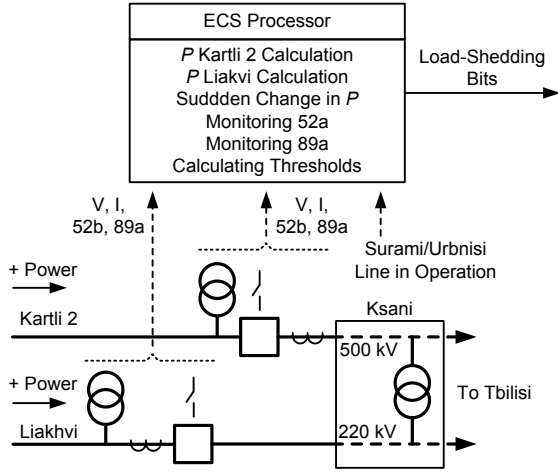 ECS Processor
P Kartli 2 Calculation
P Liakvi Calculation
Suddden Change in P
Monitoring 52a
Monitoring 89a
Calculating Thresholds
Load-Shedding
Bits
V, I,
52b, 89a
V, I,
52b, 89a
Surami/Urbnisi
Line in Operation
+ Power
Kartli 2
Ksani
500 kV
+ Power
To Tbilisi
Liakhvi
220 kV